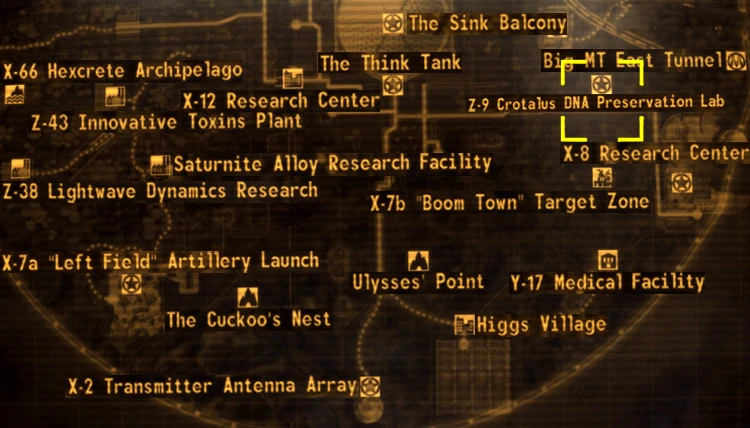 The Sink Balcony
The Think Tank
Big MT East Tunnel
X-66 Hexcrete Archipelago
X-12 Research Center
Z-9 Crotalus DNA Preservation Lab
Z-43 Innovative Toxins Plant
X-8 Research Center
Saturnite Alloy Research Facility
Z-38 Lightwave Dynamics Research
X-7b "Boom Town" Target Zone
X-7a "Left Field" Artillery Launch
Ulysses' Point
Y-17 Medical Facility
The Cuckoo's Nest
Higgs Village
X-2 Transmitter Antenna Array